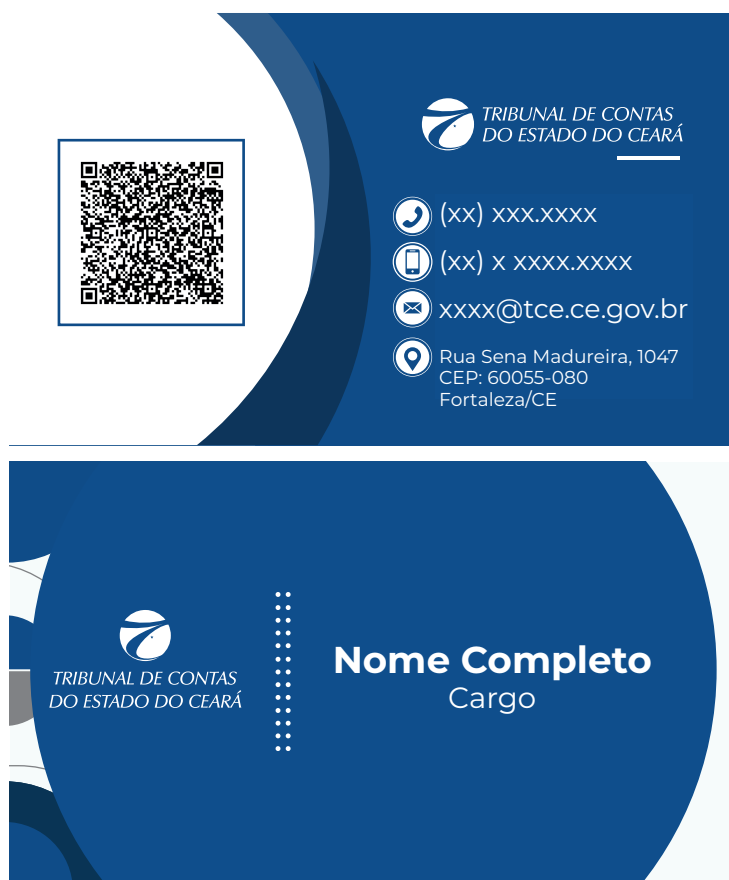 TRIBUNAL DE CONTAS
DO ESTADO DO CEARÁ
(xx) xxx.xxxx
(xx) x xxxx.xxxx
xxxx@tce.ce.gov.br
Rua Sena Madureira, 1047
CEP: 60055-080
Fortaleza/CE
TRIBUNAL DE CONTAS
DO ESTADO DO CEARÁ
Nome Completo
Cargo